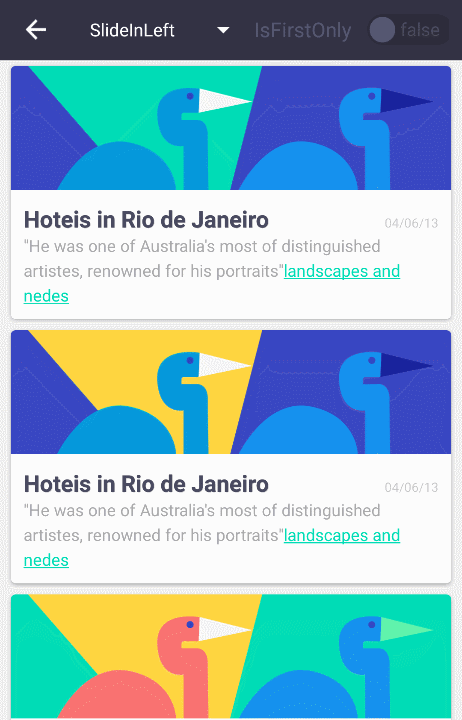 SlideInLeft IsFirstOnly false
Hoteis in Rio de Janeiro 04/06/13
"He was one of Australia's most of distinguished
artistes, renowned for his portraits"landscapes and
nedes
Hoteis in Rio de Janeiro 04/06/13
"He was one of Australia's most of distinguished
artistes, renowned for his portraits"landscapes and
nedes